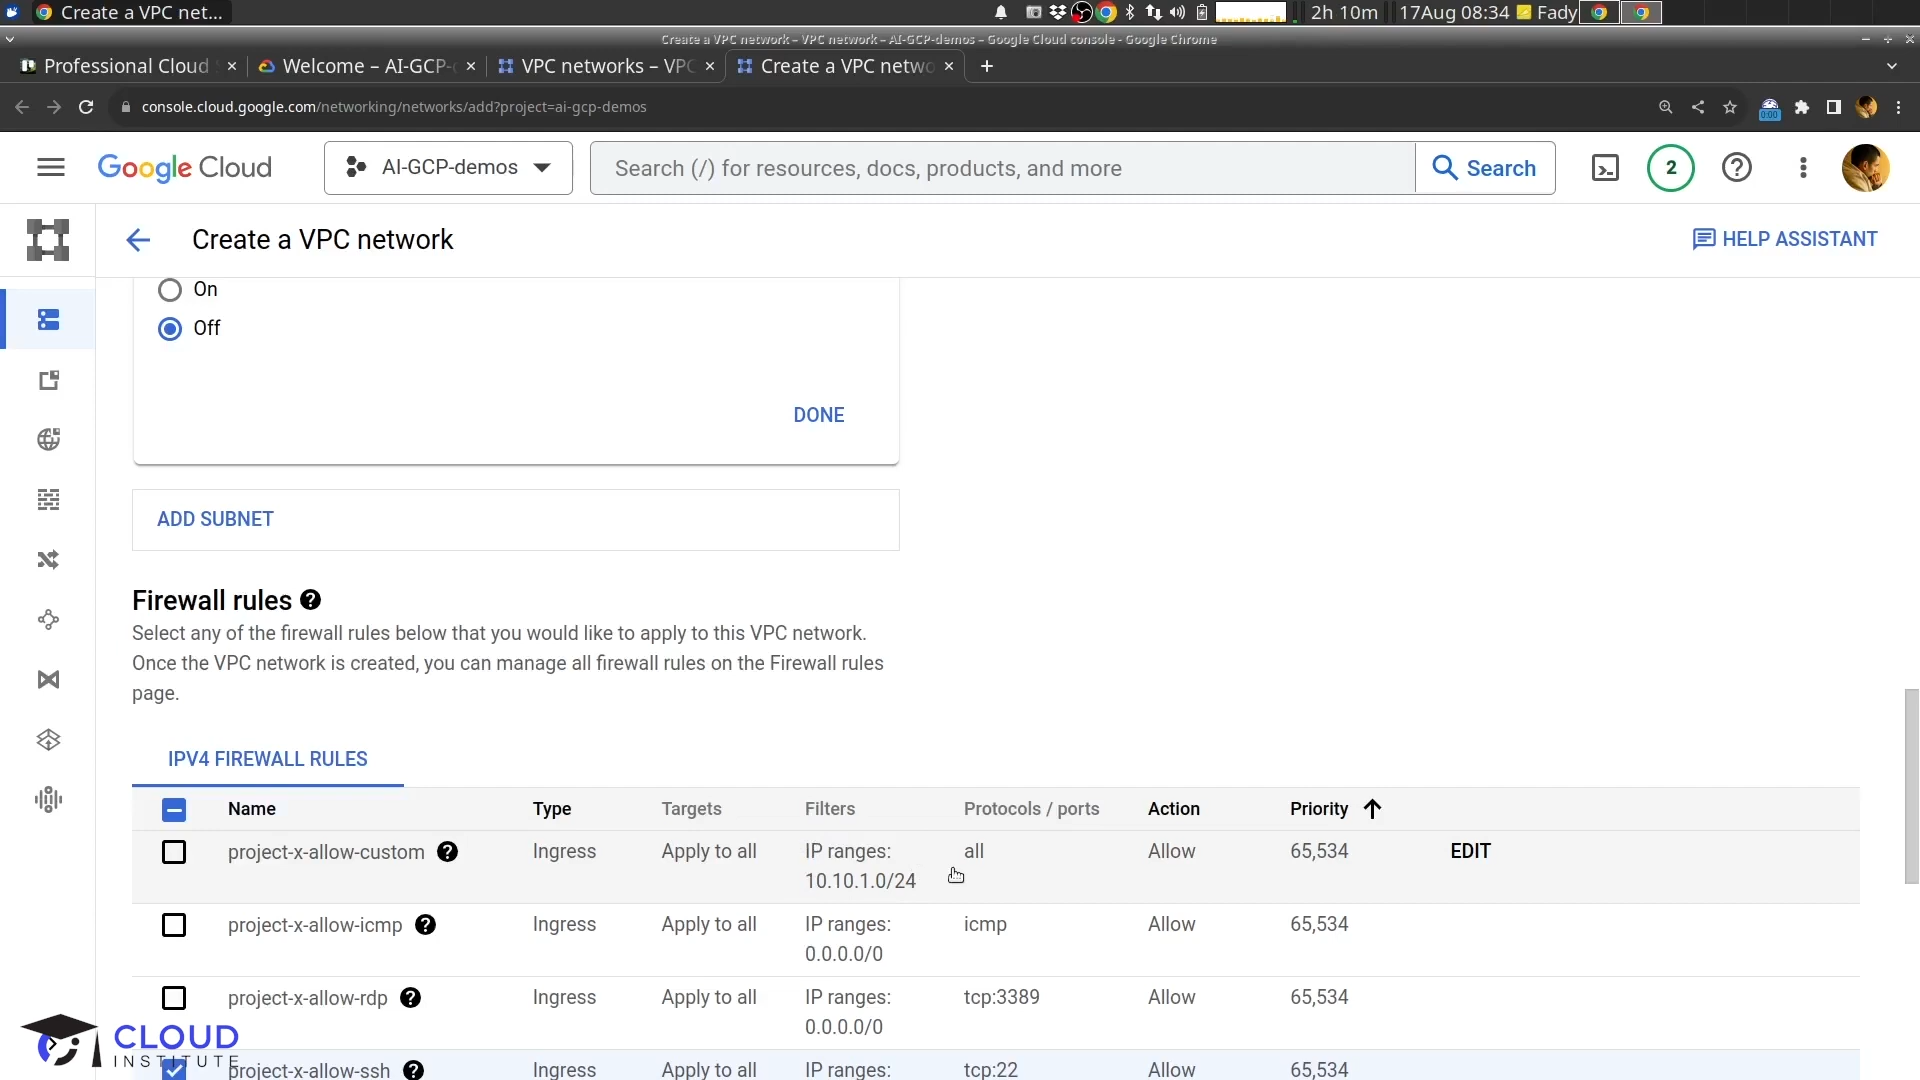 Create a VPC net...
2h 10m
17Aug 08:34
Fady
Create a VPC network – VPC network – AI-GCP-demos – Google Cloud console - Google Chrome
Professional Cloud
Welcome – AI-GCP-
VPC networks – VPC
Create a VPC netwo
console.cloud.google.com/networking/networks/add?project=ai-gcp-demos
0:00
Google Cloud
AI-GCP-demos
Search (/) for resources, docs, products, and more
Search
2
Create a VPC network
HELP ASSISTANT
On
Off
DONE
ADD SUBNET
Firewall rules
Select any of the firewall rules below that you would like to apply to this VPC network.
Once the VPC network is created, you can manage all firewall rules on the Firewall rules
page.
IPV4 FIREWALL RULES
Name Type Targets Filters Protocols / ports Action Priority
project-x-allow-custom Ingress Apply to all IP ranges: all Allow 65,534 EDIT
10.10.1.0/24
project-x-allow-icmp Ingress Apply to all IP ranges: icmp Allow 65,534
0.0.0.0/0
project-x-allow-rdp Ingress Apply to all IP ranges: tcp:3389 Allow 65,534
0.0.0.0/0
project-x-allow-ssh Ingress Apply to all IP ranges: tcp:22 Allow 65,534
CLOUD
INSTITUTE